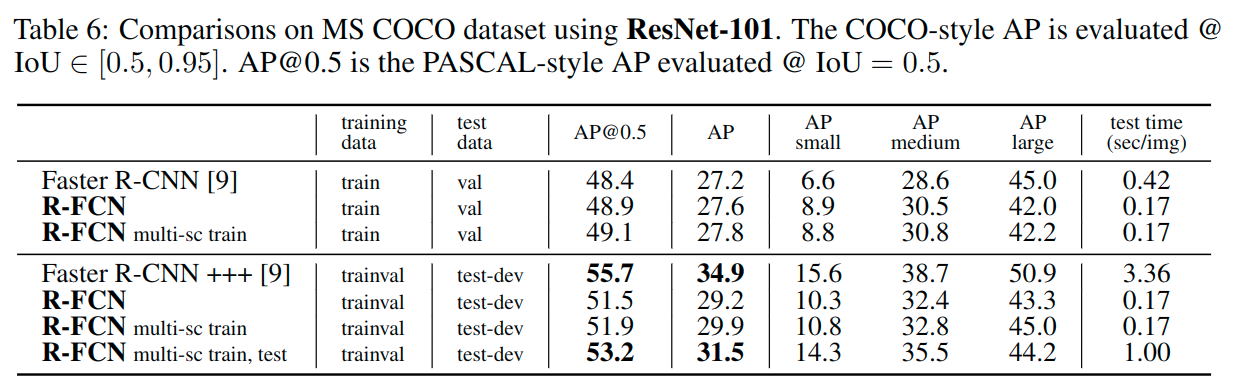 Table 6: Comparisons on MS COCO dataset using ResNet-101. The COCO-style AP is evaluated @
IoU ∈ [0.5, 0.95]. AP@0.5 is the PASCAL-style AP evaluated @ IoU = 0.5.
training data test data AP@0.5 AP AP small AP medium AP large test time (sec/img)
Faster R-CNN [9] train val 48.4 27.2 6.6 28.6 45.0 0.42
R-FCN train val 48.9 27.6 8.9 30.5 42.0 0.17
R-FCN multi-sc train train val 49.1 27.8 8.8 30.8 42.2 0.17
Faster R-CNN +++ [9] trainval test-dev 55.7 34.9 15.6 38.7 50.9 3.36
R-FCN trainval test-dev 51.5 29.2 10.3 32.4 43.3 0.17
R-FCN multi-sc train trainval test-dev 51.9 29.9 10.8 32.8 45.0 0.17
R-FCN multi-sc train, test trainval test-dev 53.2 31.5 14.3 35.5 44.2 1.00